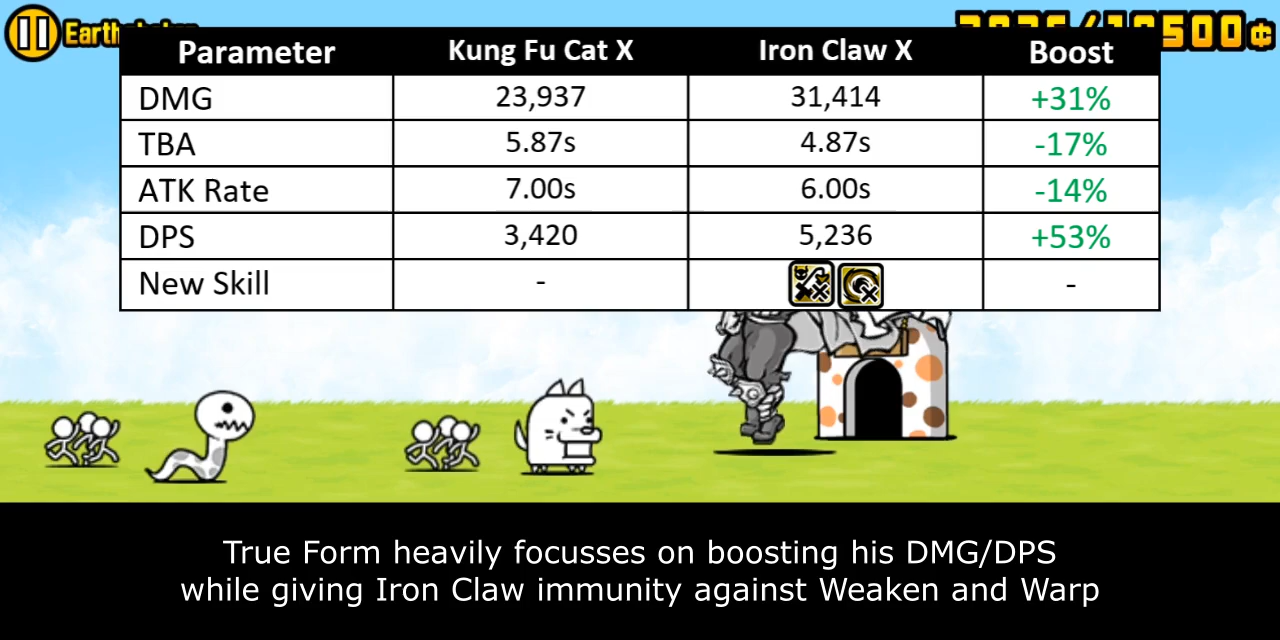 Parameter Kung Fu Cat X Iron Claw X Boost
DMG 23,937 31,414 +31%
TBA 5.87s 4.87s -17%
ATK Rate 7.00s 6.00s -14%
DPS 3,420 5,236 +53%
New Skill - -
True Form heavily focusses on boosting his DMG/DPS
while giving Iron Claw immunity against Weaken and Warp